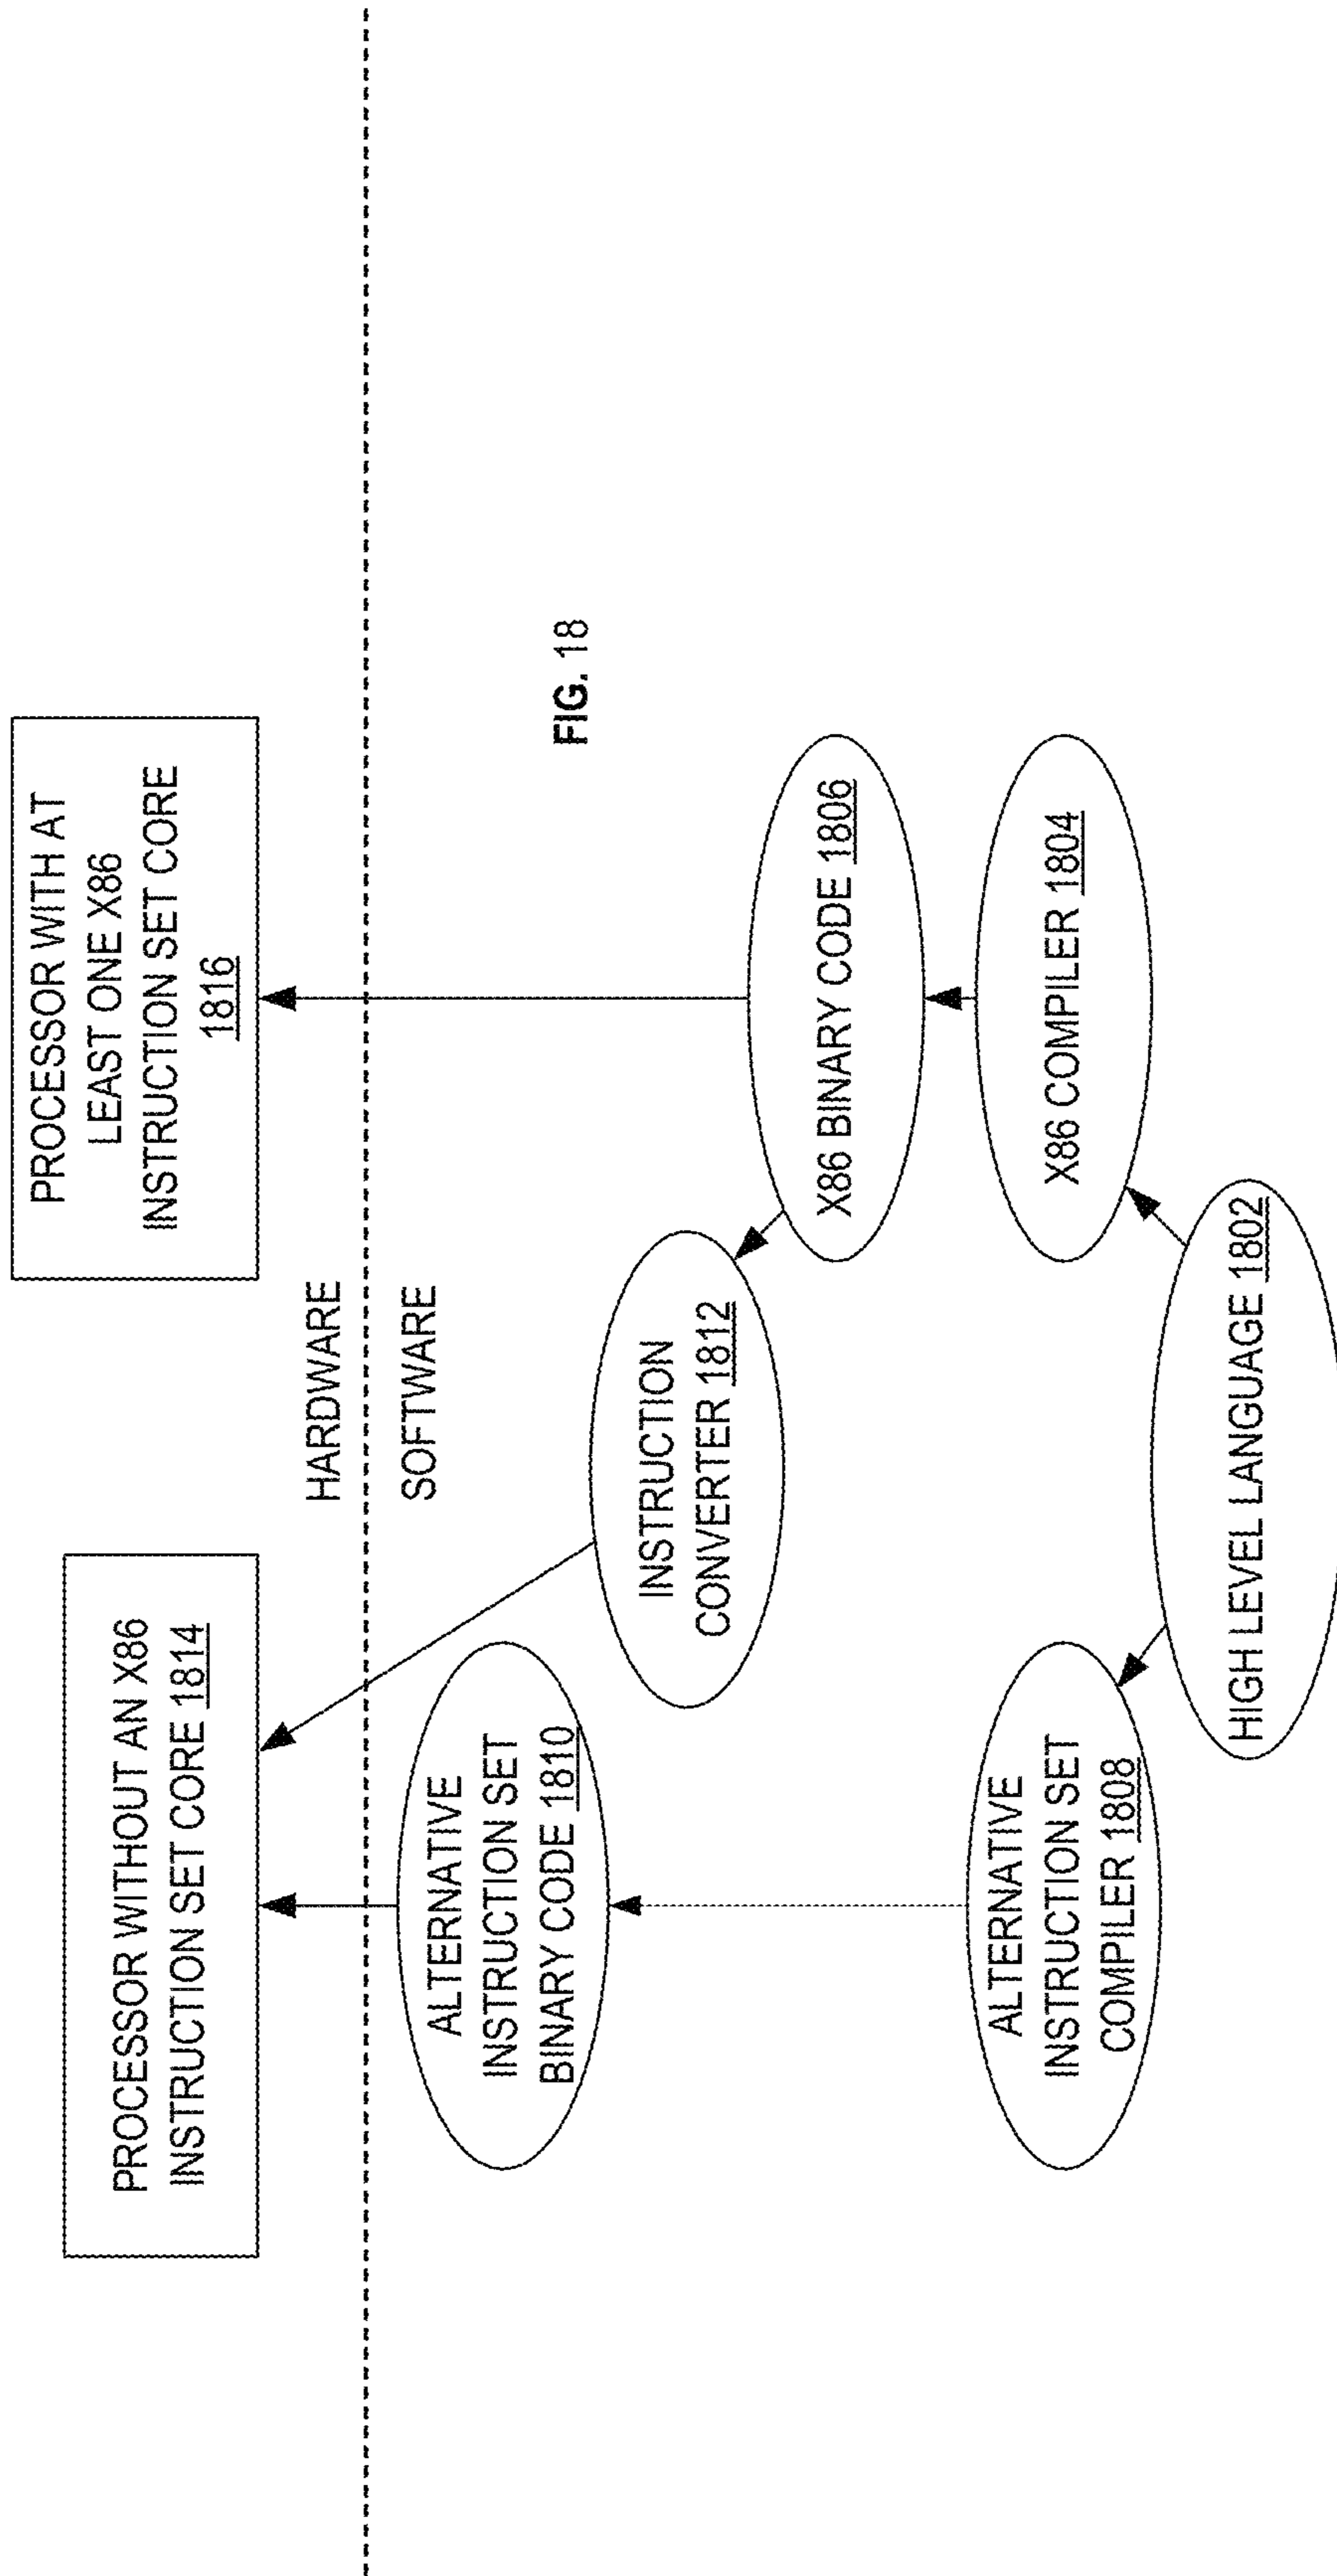 PROCESSOR WITHOUT AN X86
INSTRUCTION SET CORE 1814
PROCESSOR WITH AT
LEAST ONE X86
INSTRUCTION SET CORE
1816
HARDWARE
SOFTWARE
ALTERNATIVE
INSTRUCTION SET
BINARY CODE 1810
INSTRUCTION
CONVERTER 1812
FIG. 18
X86 BINARY CODE 1806
ALTERNATIVE
INSTRUCTION SET
COMPILER 1808
X86 COMPILER 1804
HIGH LEVEL LANGUAGE 1802